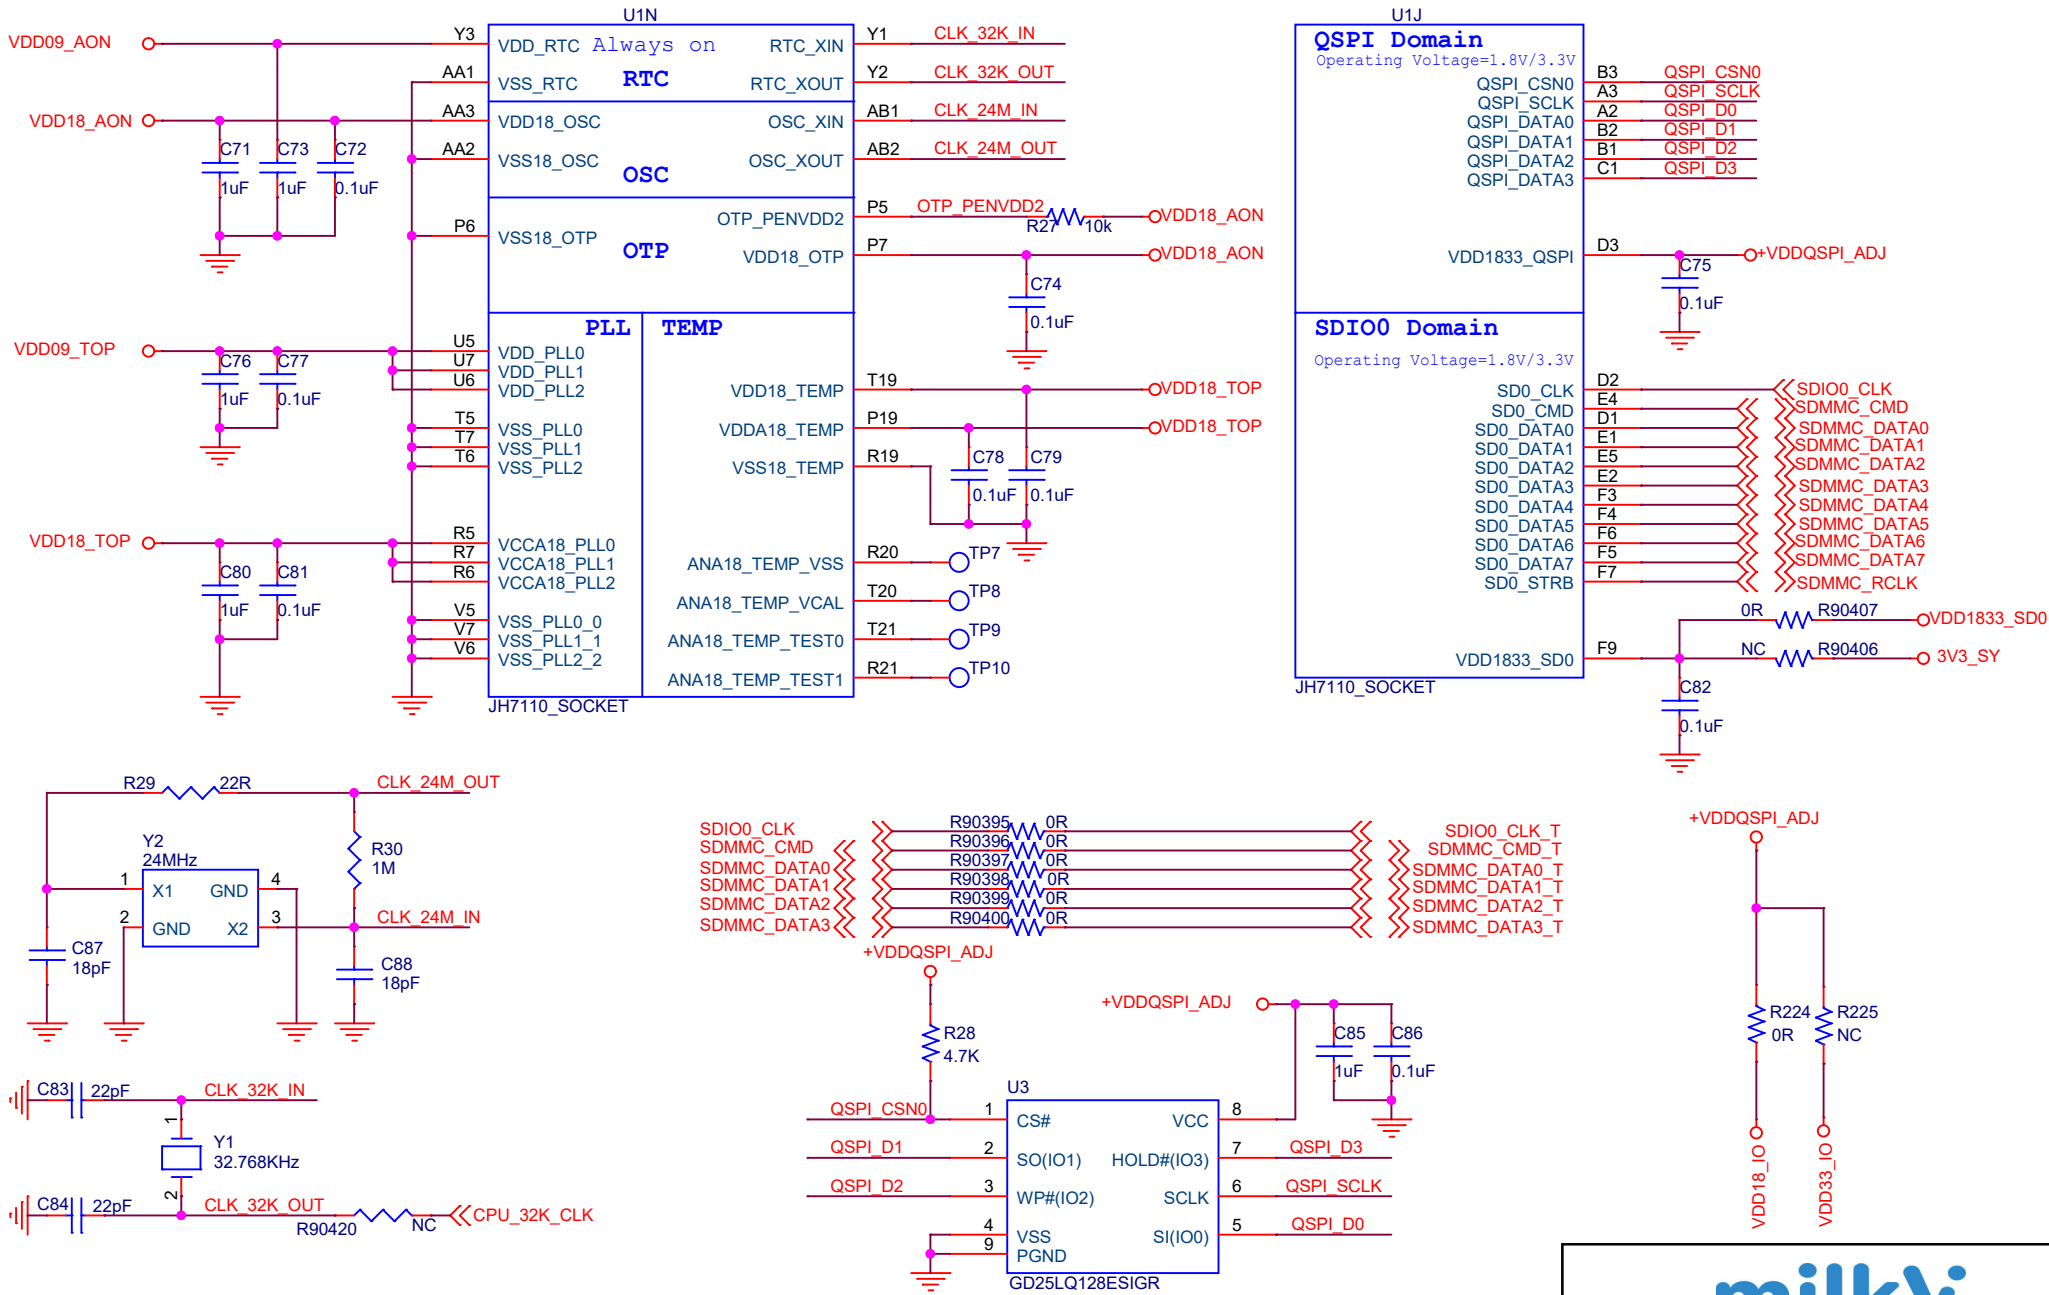 U1N
VDD09_AON
Y3
VDD_RTC
Always on
RTC_XIN
Y1
CLK_32K_IN
AA1
VSS_RTC
RTC
RTC_XOUT
Y2
CLK_32K_OUT
VDD18_AON
AA3
VDD18_OSC
OSC_XIN
AB1
CLK_24M_IN
C71
C73
C72
AA2
VSS18_OSC
OSC_XOUT
AB2
CLK_24M_OUT
1uF
1uF
0.1uF
OSC
P6
VSS18_OTP
OTP
OTP_PENVDD2
P5
OTP_PENVDD2
R27
10k
VDD18_AON
VDD18_OTP
P7
VDD18_AON
C74
0.1uF
PLL
TEMP
VDD09_TOP
C76
C77
1uF
0.1uF
U5
VDD_PLL0
U7
VDD_PLL1
U6
VDD_PLL2
T5
VSS_PLL0
T7
VSS_PLL1
T6
VSS_PLL2
VDD18_TEMP
T19
VDD18_TOP
VDDA18_TEMP
P19
VDD18_TOP
VSS18_TEMP
R19
C78
C79
0.1uF
0.1uF
VDD18_TOP
C80
C81
1uF
0.1uF
R5
VCCA18_PLL0
R7
VCCA18_PLL1
R6
VCCA18_PLL2
V5
VSS_PLL0_0
V7
VSS_PLL1_1
V6
VSS_PLL2_2
ANA18_TEMP_VSS
R20
TP7
ANA18_TEMP_VCAL
T20
TP8
ANA18_TEMP_TEST0
T21
TP9
ANA18_TEMP_TEST1
R21
TP10
JH7110_SOCKET
U1J
QSPI Domain
Operating Voltage=1.8V/3.3V
QSPI_CSN0
B3
QSPI_CSN0
QSPI_SCLK
A3
QSPI_SCLK
QSPI_DATA0
A2
QSPI_D0
QSPI_DATA1
B2
QSPI_D1
QSPI_DATA2
B1
QSPI_D2
QSPI_DATA3
C1
QSPI_D3
VDD1833_QSPI
D3
+VDDQSPI_ADJ
C75
0.1uF
SDIO0 Domain
Operating Voltage=1.8V/3.3V
SD0_CLK
D2
SDIO0_CLK
SD0_CMD
E4
SDMMC_CMD
SD0_DATA0
D1
SDMMC_DATA0
SD0_DATA1
E1
SDMMC_DATA1
SD0_DATA2
E5
SDMMC_DATA2
SD0_DATA3
E2
SDMMC_DATA3
SD0_DATA4
F3
SDMMC_DATA4
SD0_DATA5
F4
SDMMC_DATA5
SD0_DATA6
F6
SDMMC_DATA6
SD0_DATA7
F5
SDMMC_DATA7
SD0_STRB
F7
SDMMC_RCLK
0R
R90407
VDD1833_SD0
VDD1833_SD0
F9
NC
R90406
3V3_SY
C82
0.1uF
JH7110_SOCKET
R29
22R
CLK_24M_OUT
Y2
24MHz
R30
1M
1
X1
GND
4
2
GND
X2
3
CLK_24M_IN
C87
18pF
C88
18pF
C83
22pF
CLK_32K_IN
1
Y1
32.768KHz
2
C84
22pF
CLK_32K_OUT
R90420
NC
CPU_32K_CLK
SDIO0_CLK
R90395
0R
SDIO0_CLK_T
SDMMC_CMD
R90396
0R
SDMMC_CMD_T
SDMMC_DATA0
R90397
0R
SDMMC_DATA0_T
SDMMC_DATA1
R90398
0R
SDMMC_DATA1_T
SDMMC_DATA2
R90399
0R
SDMMC_DATA2_T
SDMMC_DATA3
R90400
0R
SDMMC_DATA3_T
+VDDQSPI_ADJ
R28
4.7K
+VDDQSPI_ADJ
C85
C86
1uF
0.1uF
U3
QSPI_CSN0
1
CS#
VCC
8
QSPI_D1
2
SO(IO1)
HOLD#(IO3)
7
QSPI_D3
QSPI_D2
3
WP#(IO2)
SCLK
6
QSPI_SCLK
4
VSS
SI(IO0)
5
QSPI_D0
9
PGND
GD25LQ128ESIGR
+VDDQSPI_ADJ
R224
0R
R225
NC
VDD18_IO
VDD33_IO
milkV